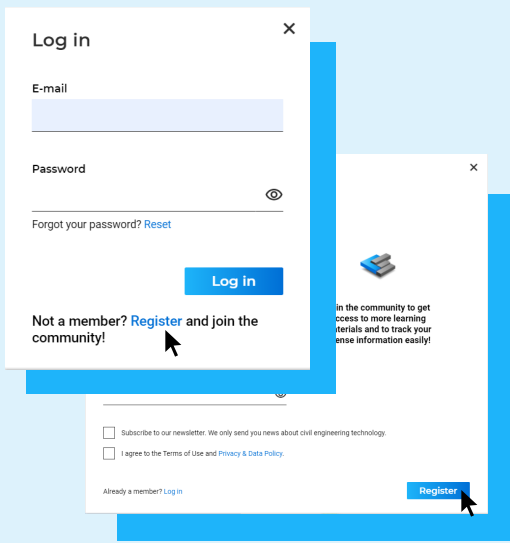 Log in
E-mail
Password
Forgot your password? Reset
Log in
Not a member? Register and join the
community!
in the community to get
to more learning
and to track your
information easily!
Subscribe to our newsletter. We only send you news about civil engineering technology.
I agree to the Terms of Use and Privacy & Data Policy.
Already a member? Log in
Register